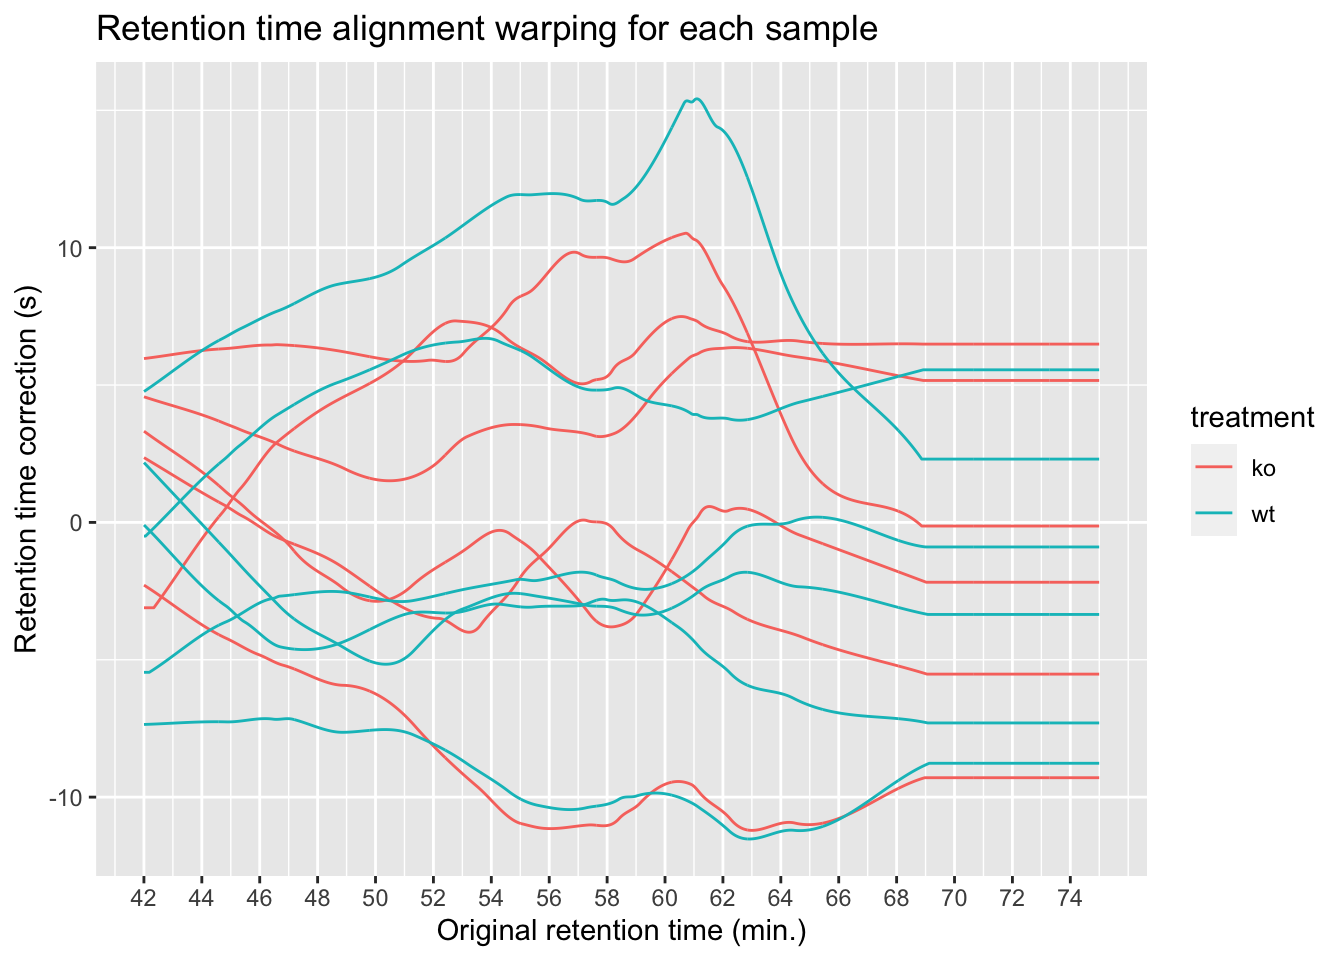 Retention time alignment warping for each sample
Retention time correction (s)
10
0
-10
42 44 46 48 50 52 54 56 58 60 62 64 66 68 70 72 74
Original retention time (min.)
treatment
ko
wt